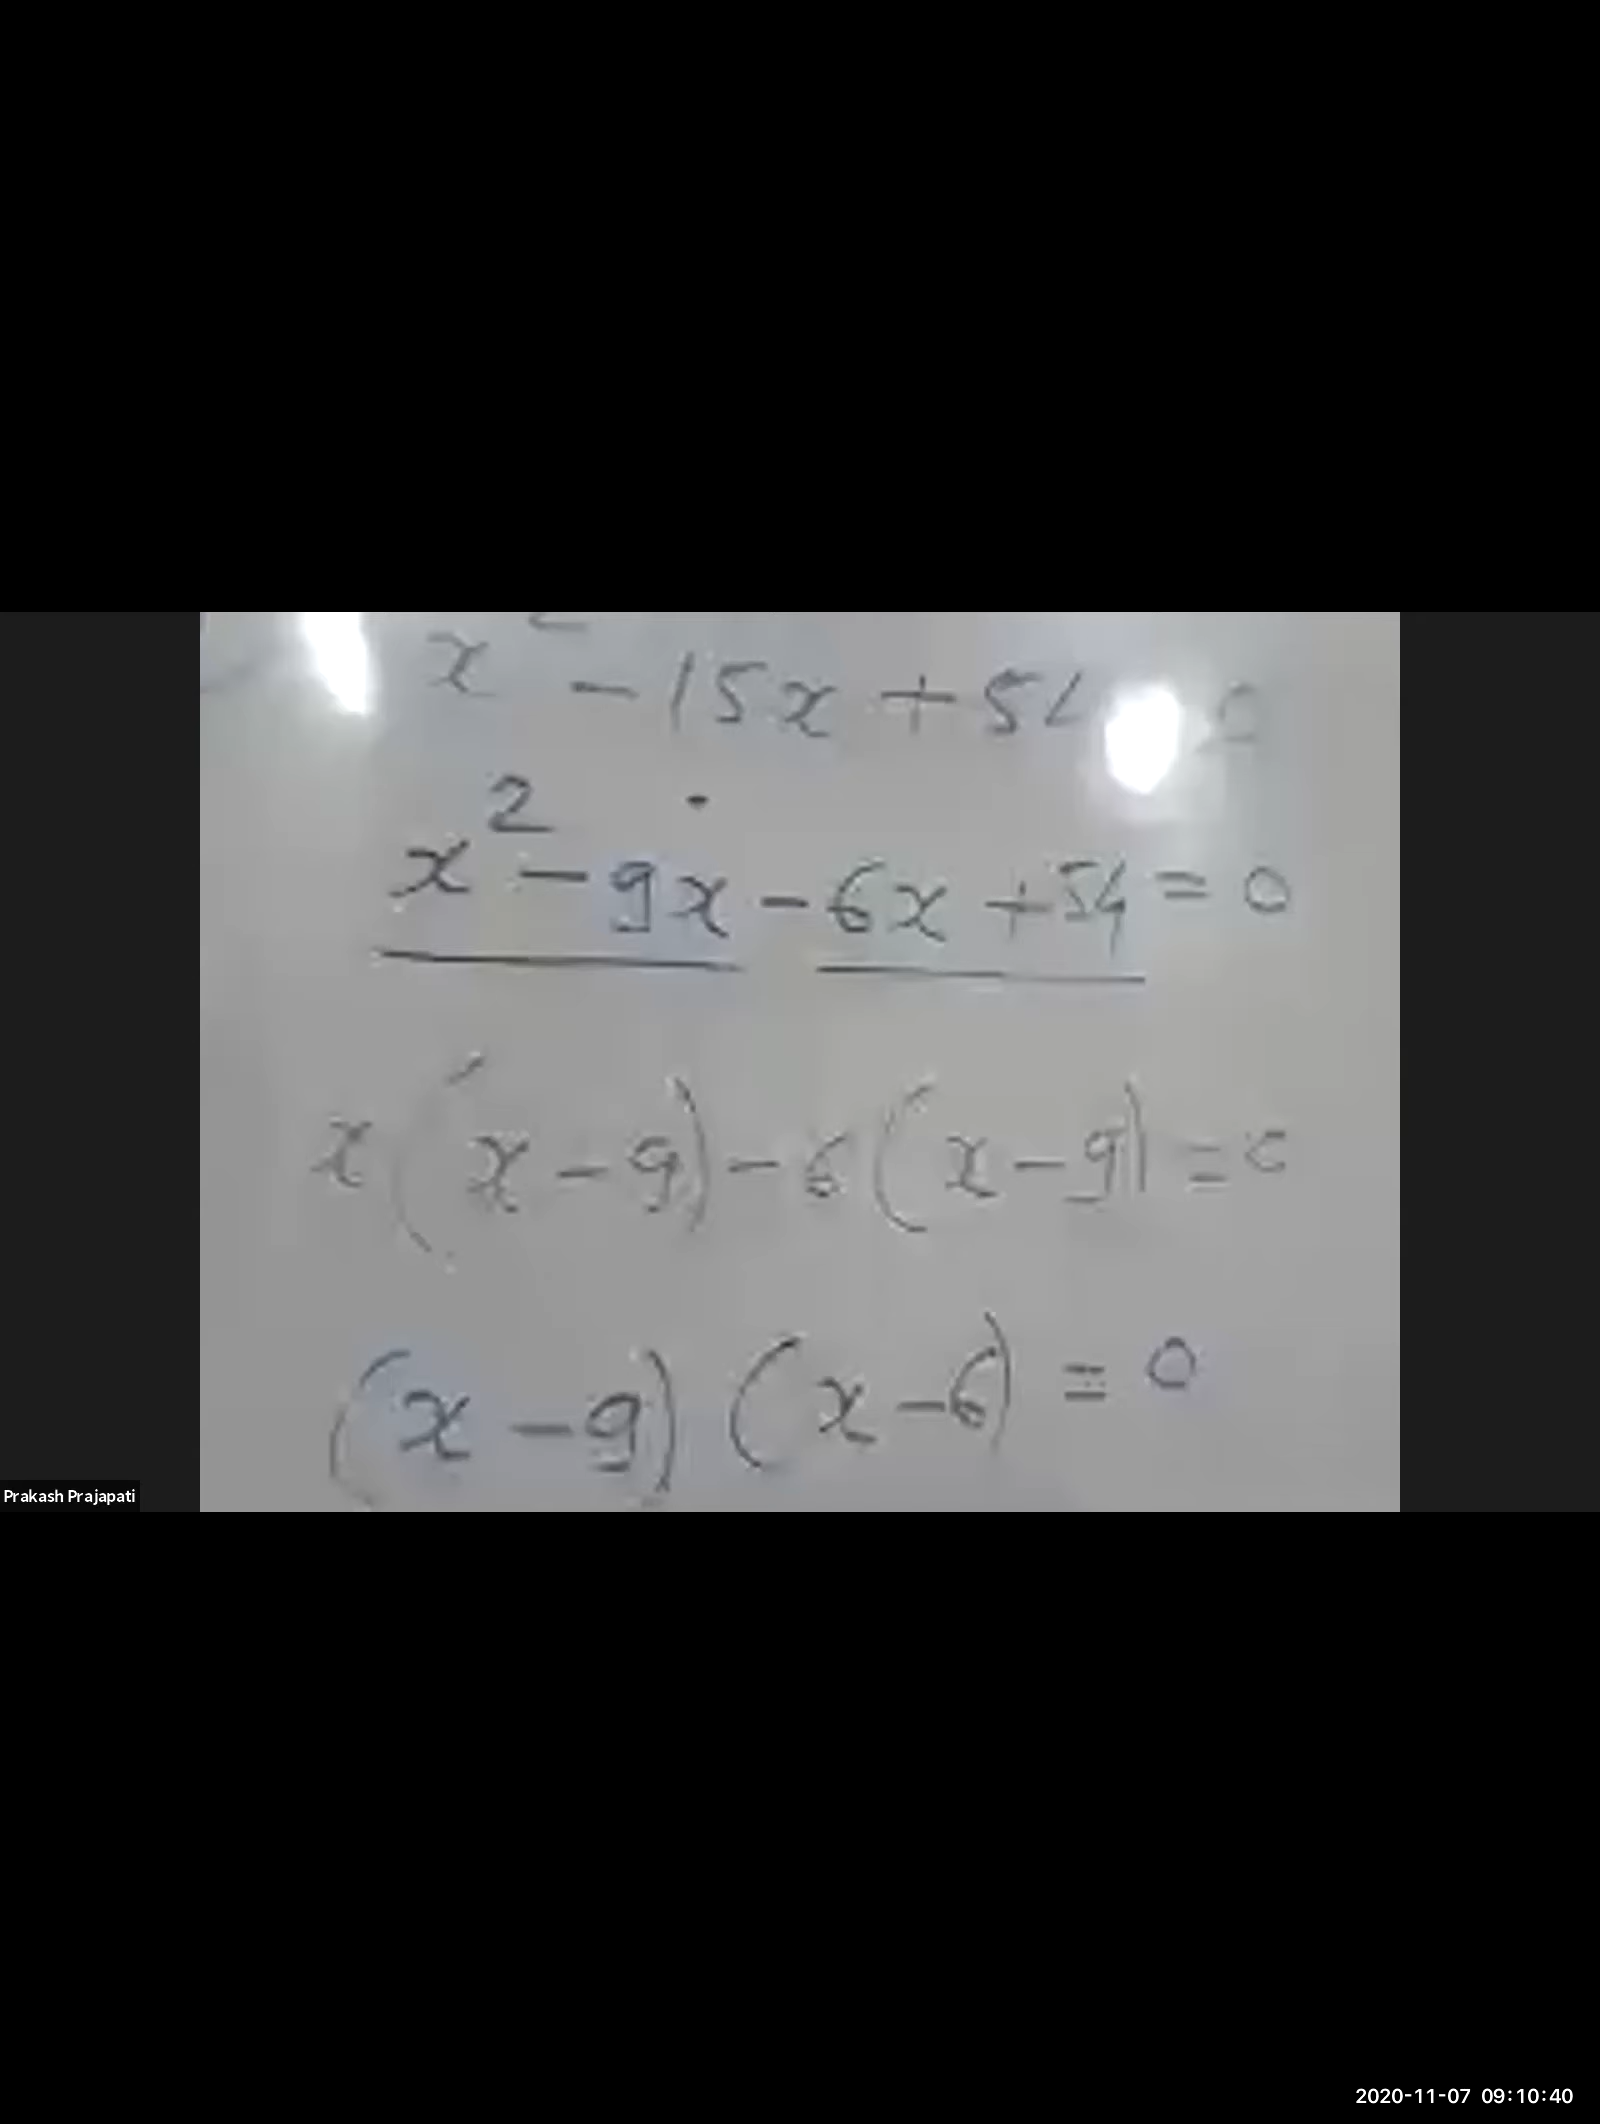 x² - 15x + 54
x² - 9x - 6x + 54 = 0
x(x - 9) - 6(x - 9) = 0
(x - 9)(x - 6) = 0
Prakash Prajapati
2020-11-07 09:10:40